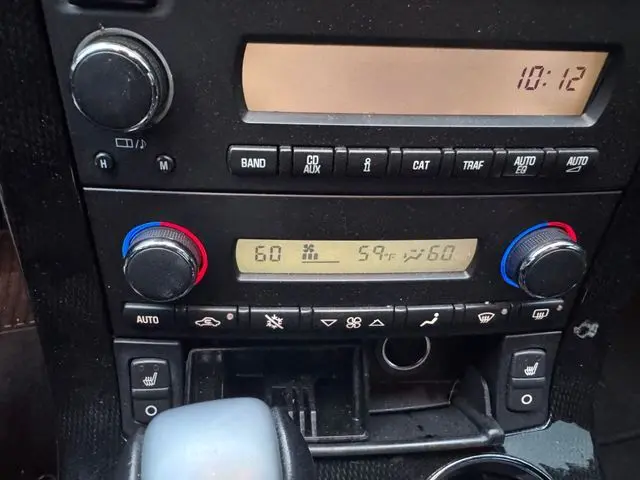 10:12
H M
BAND CD AUX i CAT TRAF AUTO EQ AUTO
60 59°F 60
AUTO